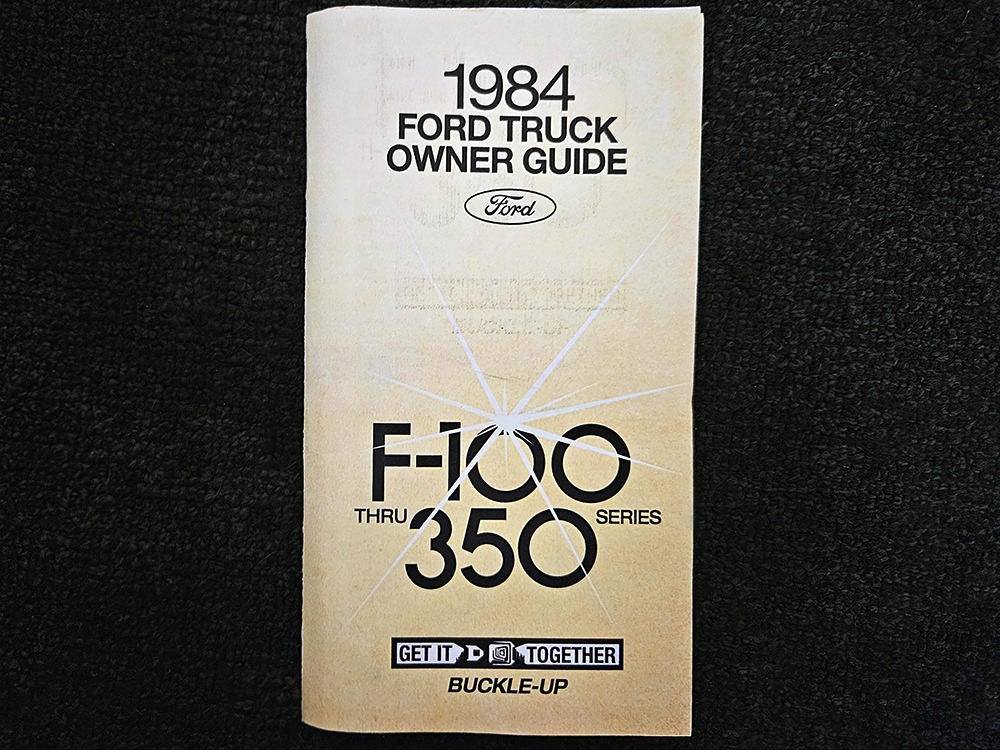 1984
FORD TRUCK
OWNER GUIDE
Ford
F-100
THRU 350 SERIES
GET IT TOGETHER
BUCKLE-UP